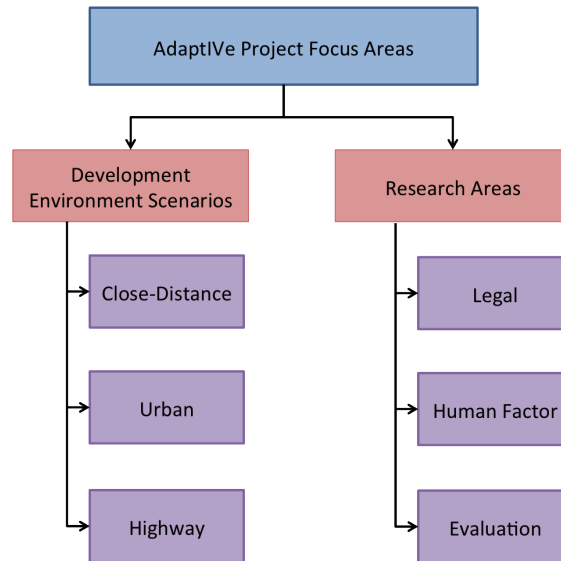 AdaptIVe Project Focus Areas
Development
Environment Scenarios
Research Areas
Close-Distance
Legal
Urban
Human Factor
Highway
Evaluation